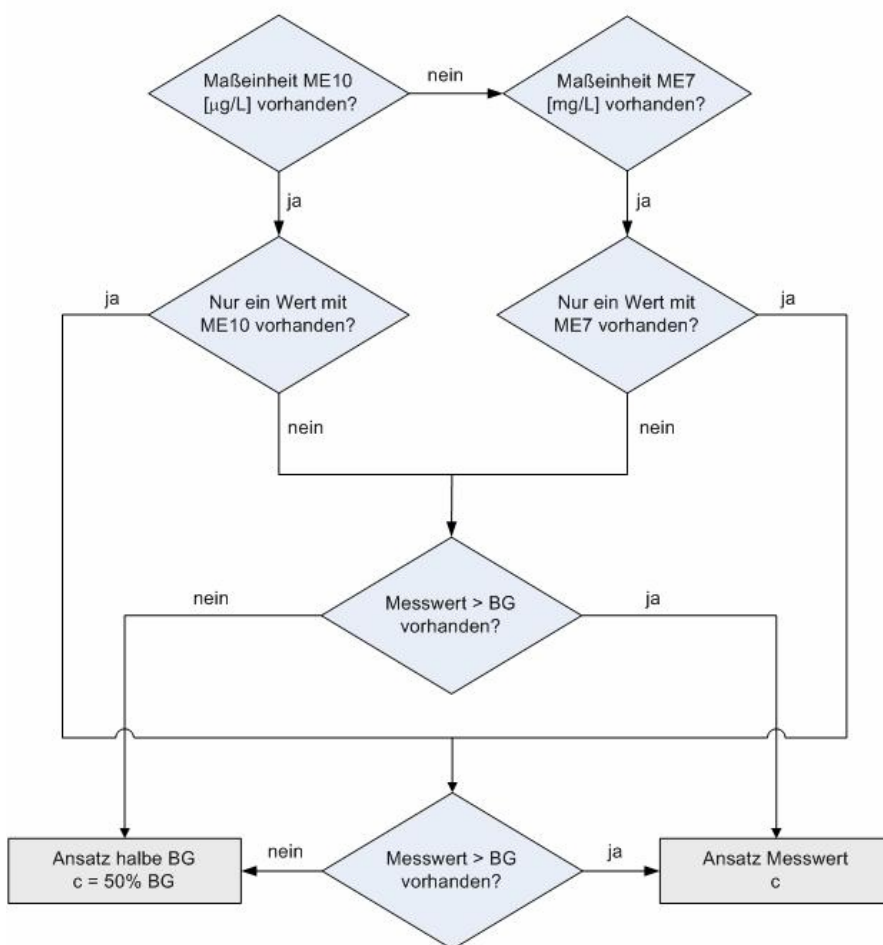 Maßeinheit ME10
[µg/L] vorhanden?
nein
Maßeinheit ME7
[mg/L] vorhanden?
ja
ja
ja
Nur ein Wert mit
ME10 vorhanden?
Nur ein Wert mit
ME7 vorhanden?
ja
nein
nein
nein
Messwert > BG
vorhanden?
ja
Ansatz halbe BG
c = 50% BG
nein
Messwert > BG
vorhanden?
ja
Ansatz Messwert
c